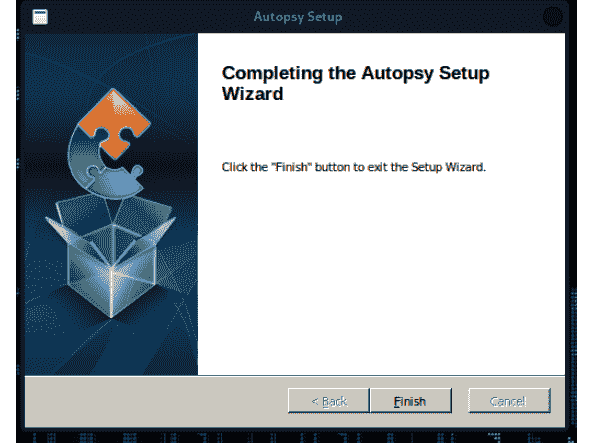 Autopsy Setup
Completing the Autopsy Setup
Wizard
Click the "Finish" button to exit the Setup Wizard.
< Back
Finish
Cancel